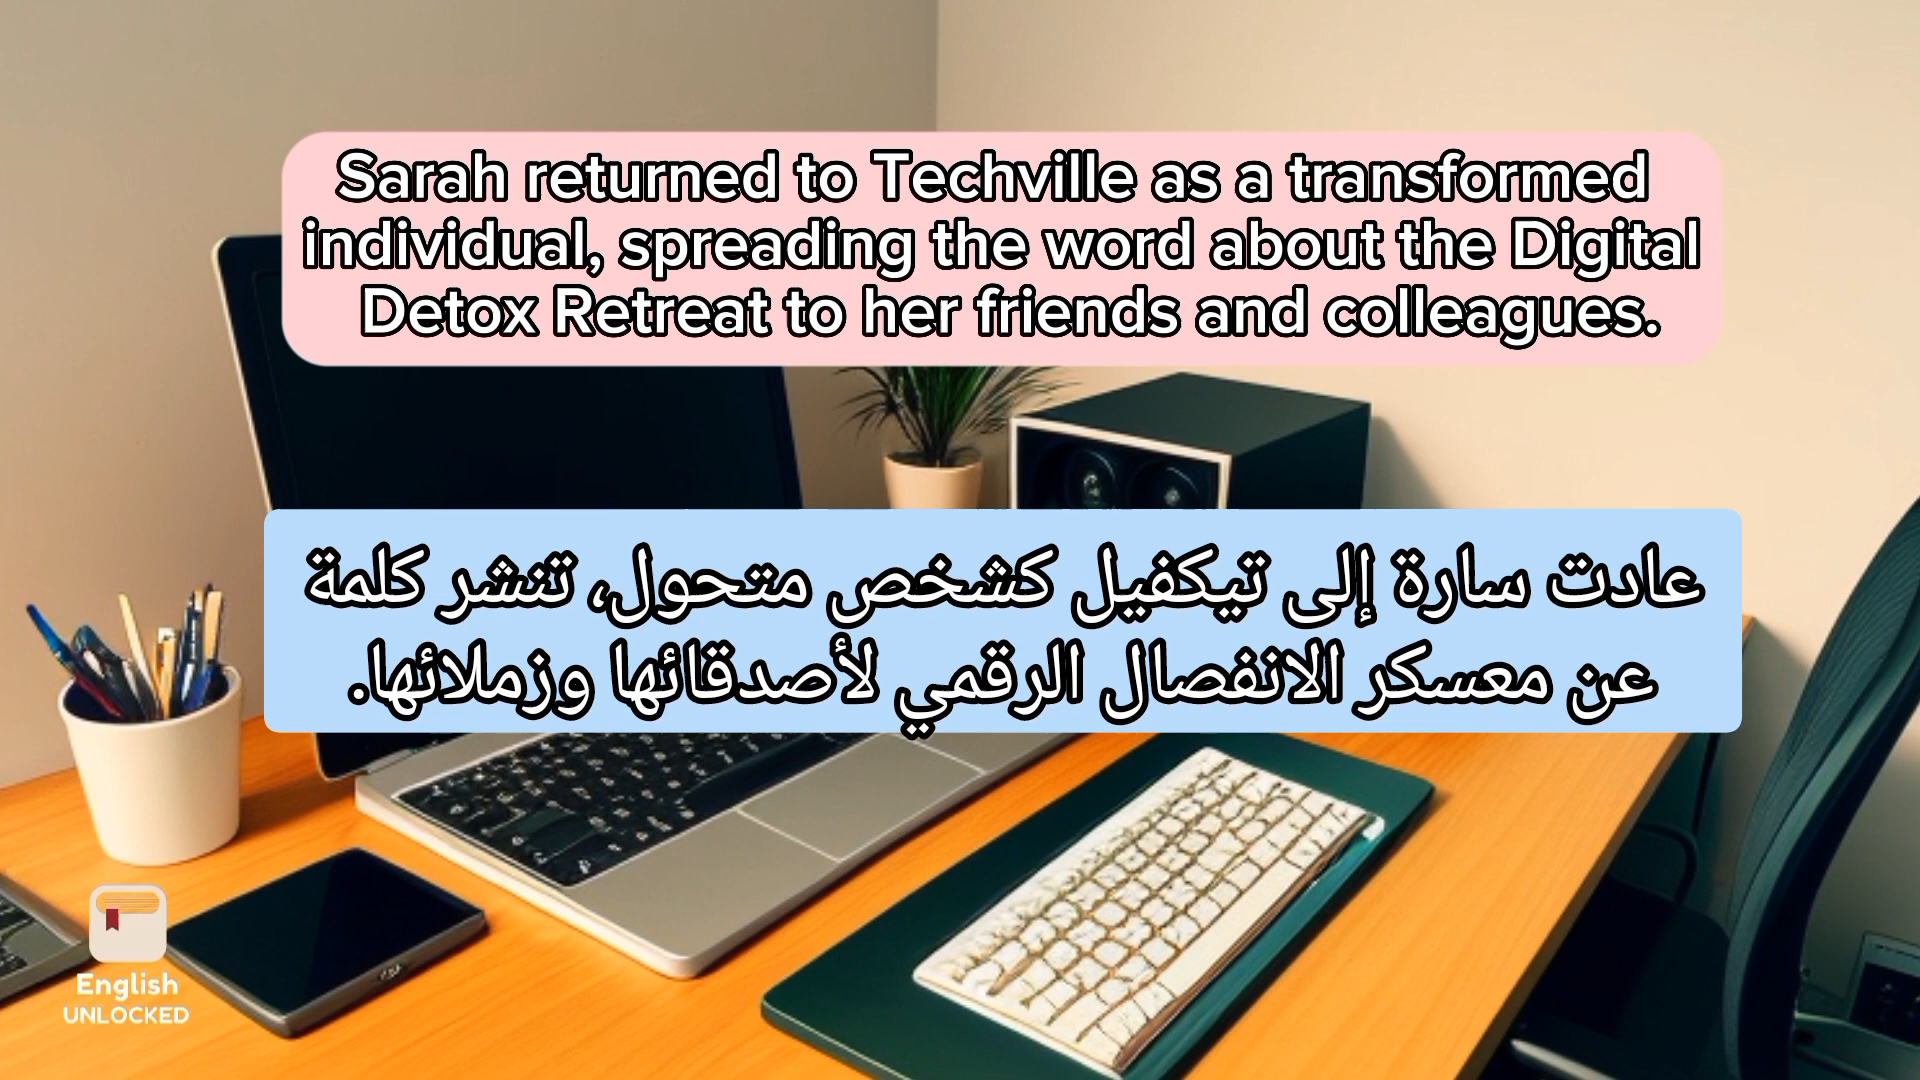 Sarah returned to Techville as a transformed
individual, spreading the word about the Digital
Detox Retreat to her friends and colleagues.
عادت سارة إلى تيكفيل كشخص متحول، تنشر كلمة
عن معسكر الانفصال الرقمي لأصدقائها وزملائها.
English
UNLOCKED